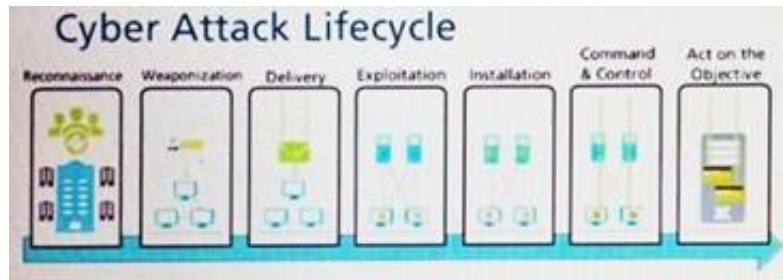 Cyber Attack Lifecycle
Reconnaissance
Weaponization
Delivery
Exploitation
Installation
Command
& Control
Act on the
Objective